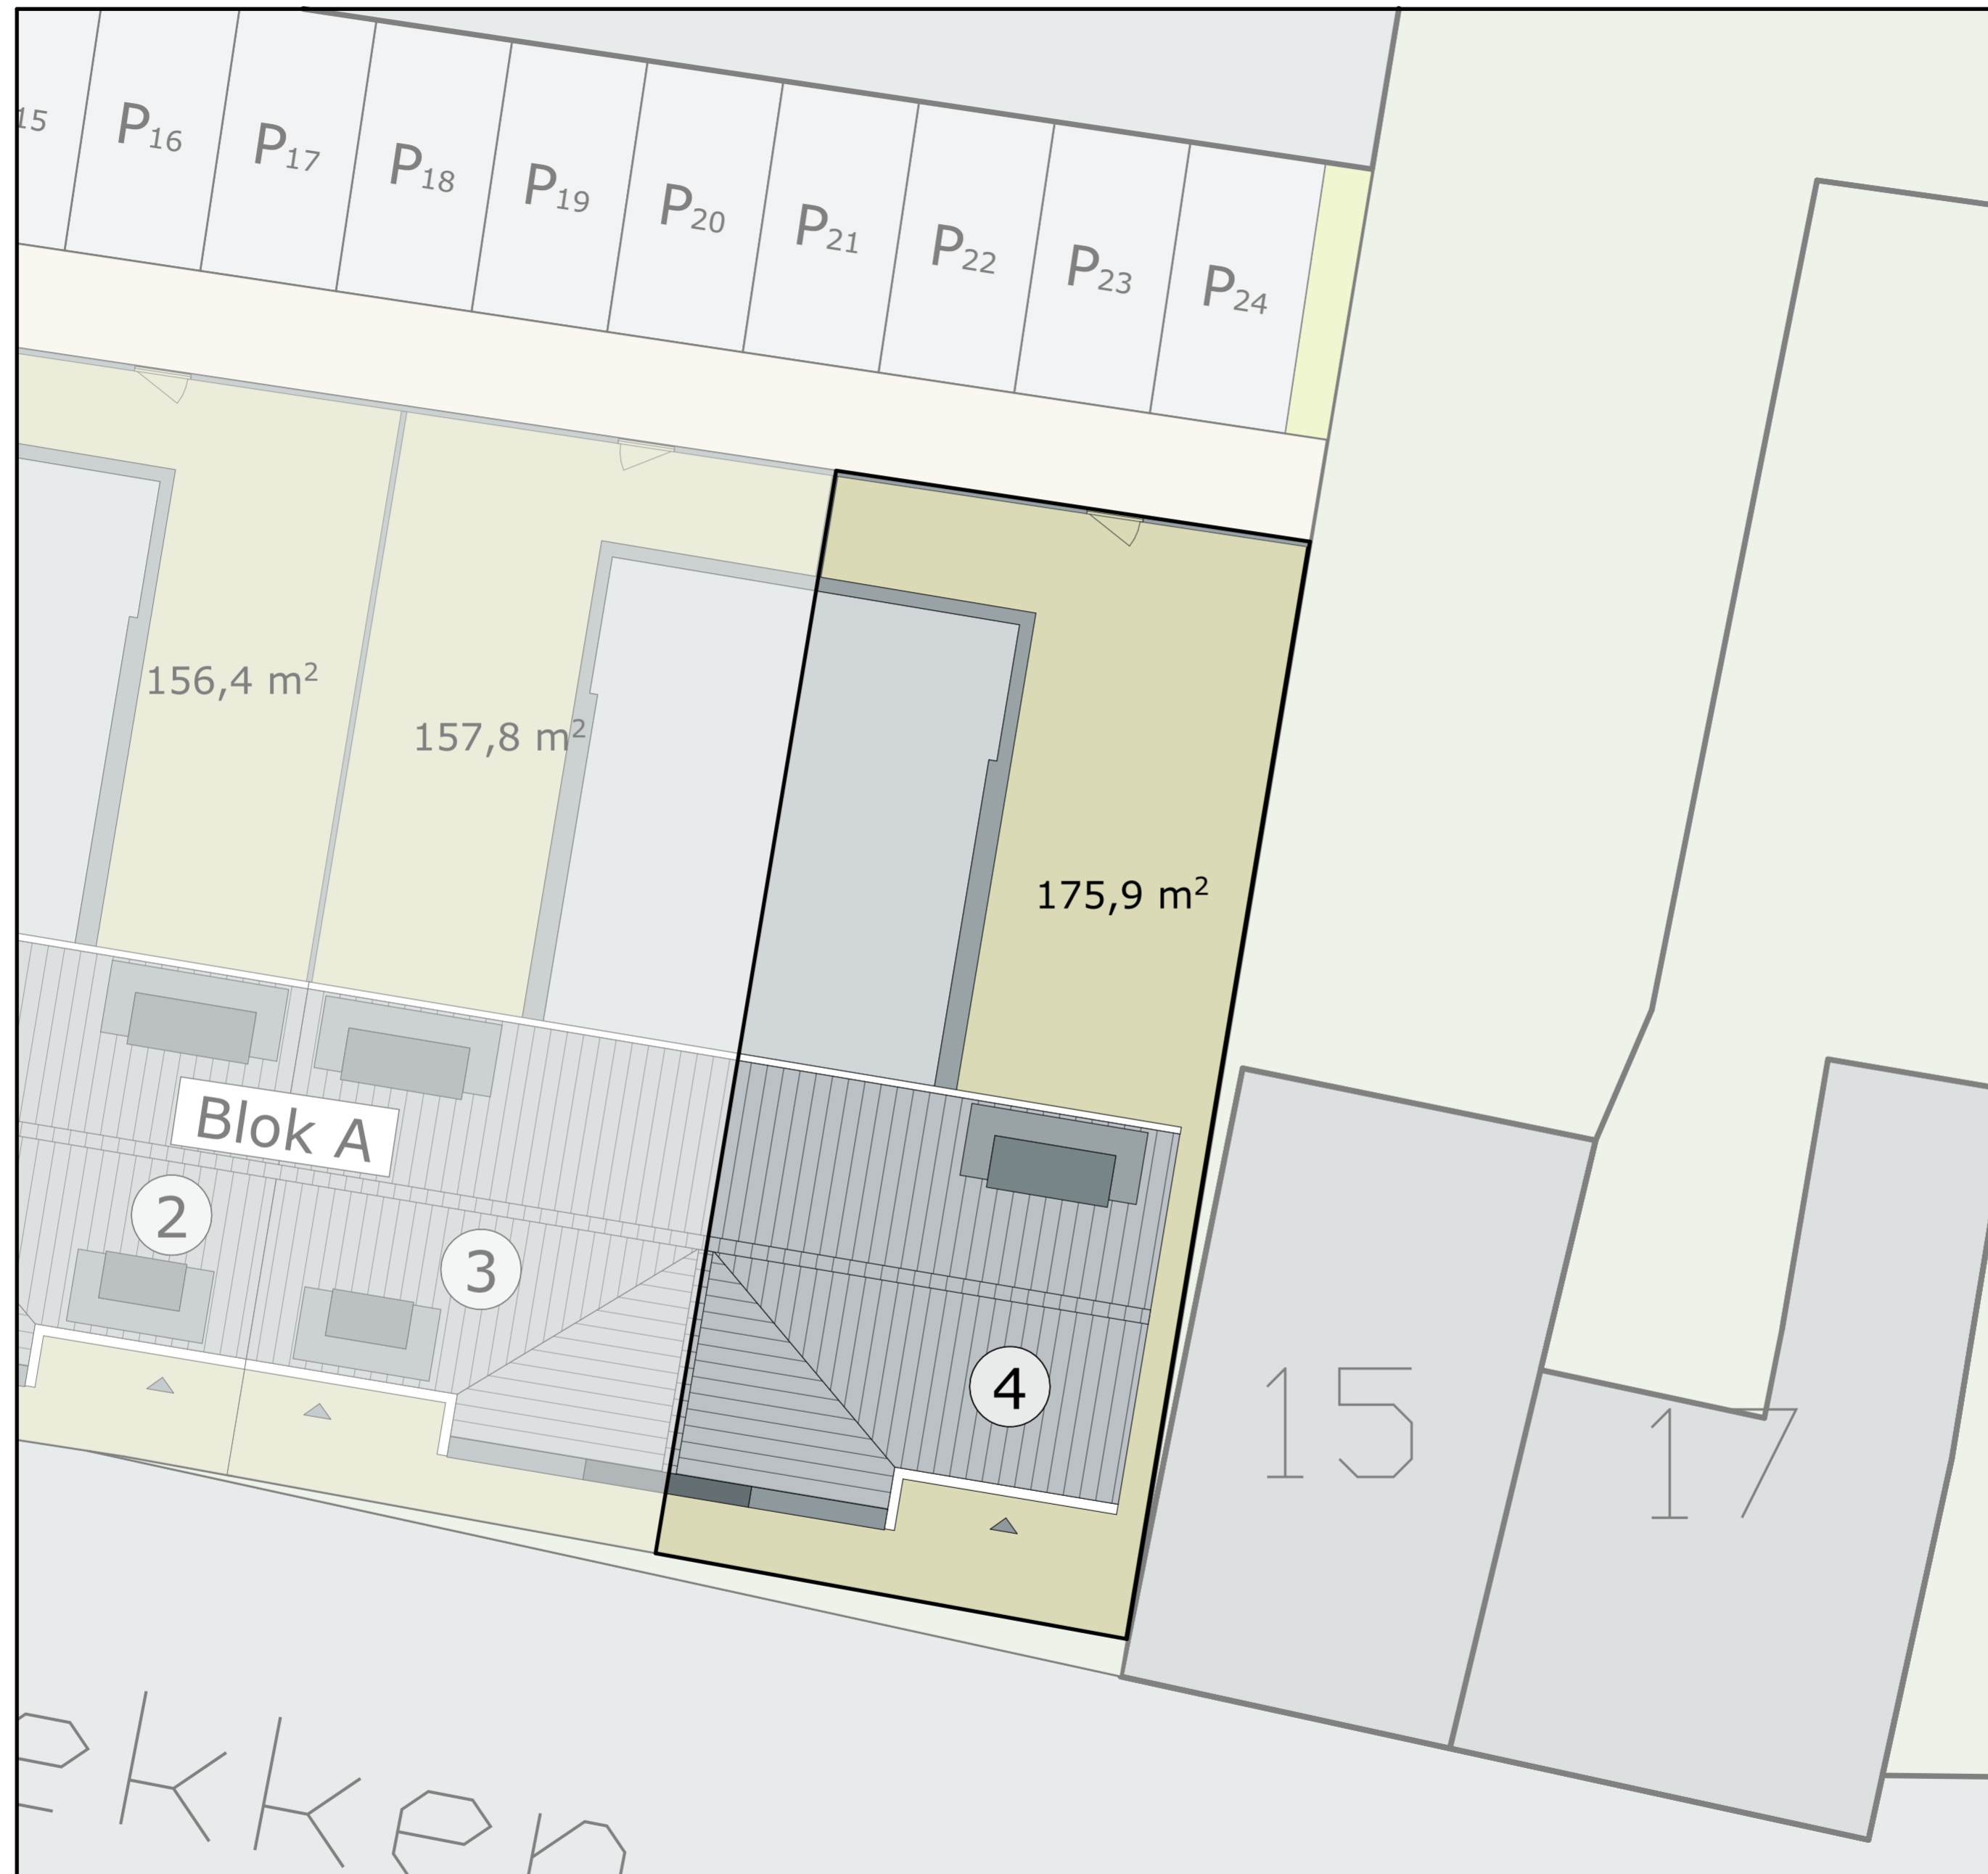 15
P16
P17
P18
P19
P20
P21
P22
P23
P24
156,4 m²
157,8 m²
175,9 m²
Blok A
2
3
4
15
17
ekken